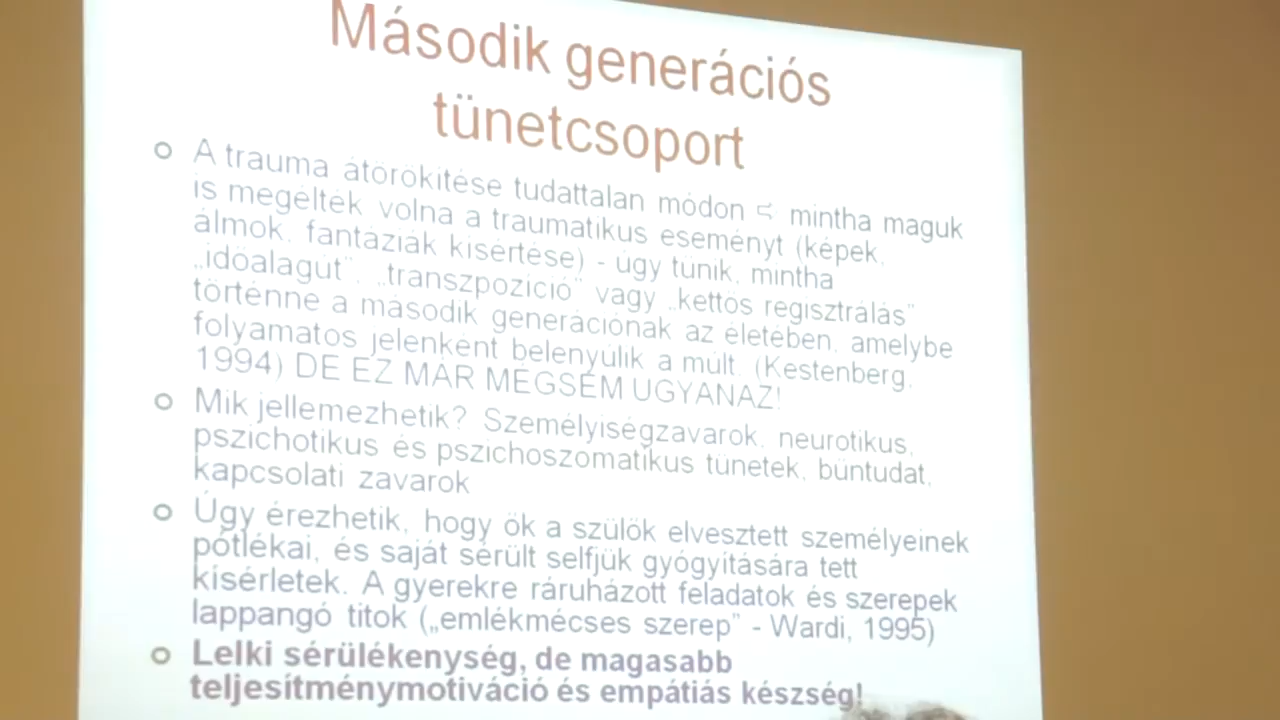 Második generációs
tünetcsoport
A trauma átörökítése tudattalan módon ➪ mintha maguk
is megélték volna a traumatikus eseményt (képek,
álmok, fantáziák kísértése) - úgy tűnik, mintha
„időalagút", „transzpozíció" vagy „kettős regisztrálás"
történne a második generációnak az életében, amelybe
folyamatos jelenként belenyúlik a múlt. (Kestenberg,
1994) DE EZ MÁR MÉGSEM UGYANAZ!
Mik jellemezhetik? Személyiségzavarok, neurotikus,
pszichotikus és pszichoszomatikus tünetek, bűntudat,
kapcsolati zavarok
Úgy érezhetik, hogy ők a szülők elvesztett személyeinek
pótlékai, és saját sérült selfjük gyógyítására tett
kísérletek. A gyerekre ráruházott feladatok és szerepek
lappangó titok („emlékmécses szerep" - Wardi, 1995)
Lelki sérülékenység, de magasabb
teljesítménymotiváció és empátiás készség!